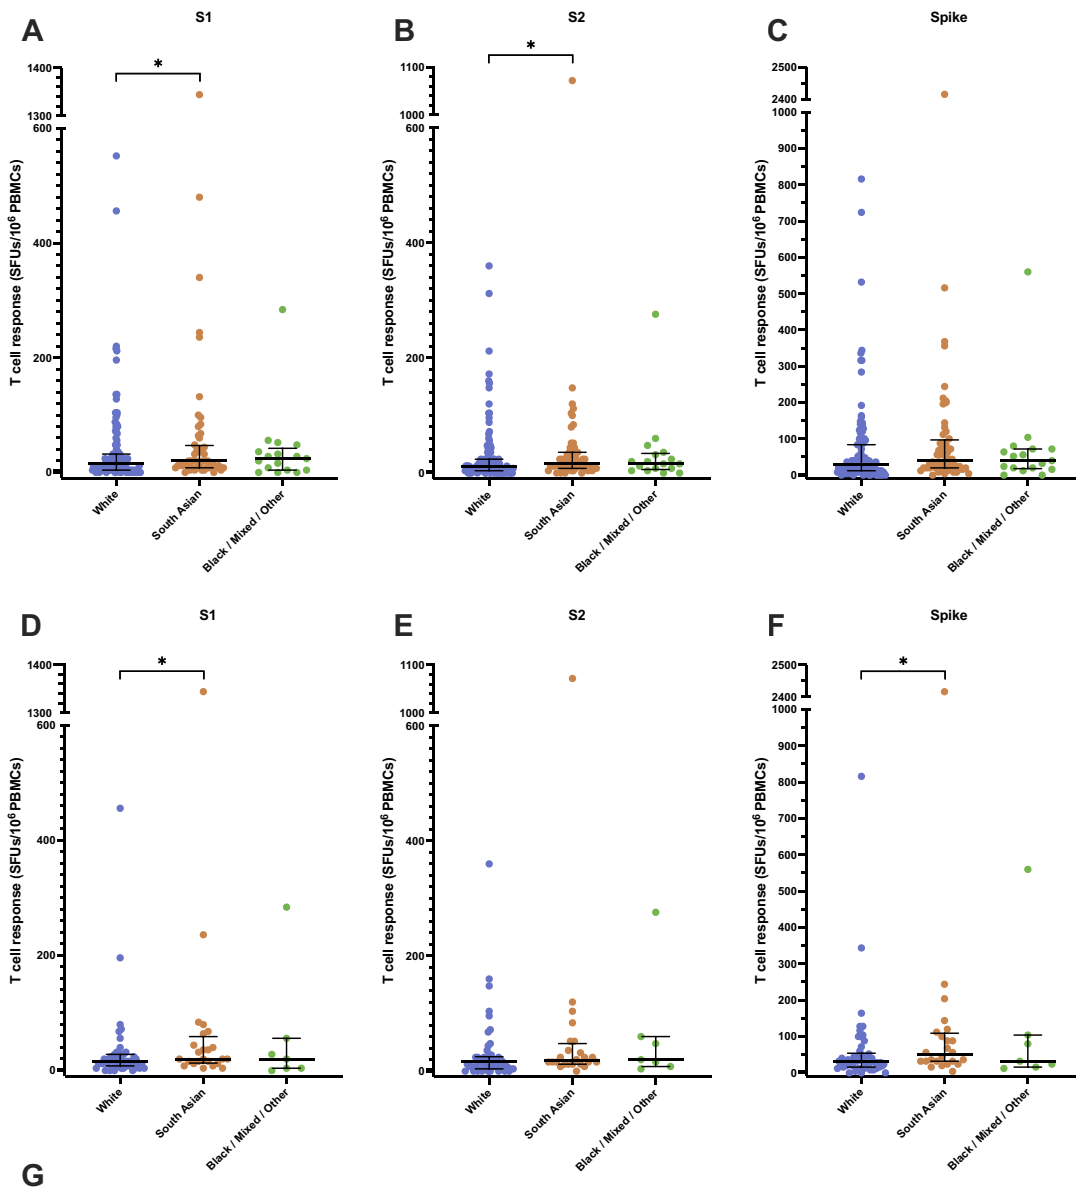 A
S1
B
S2
C
Spike
*
*
T cell response (SFUs/10⁶ PBMCs)
1400
1300
600
400
200
0
White
South Asian
Black / Mixed / Other
T cell response (SFUs/10⁶ PBMCs)
1100
1000
600
400
200
0
White
South Asian
Black / Mixed / Other
T cell response (SFUs/10⁶ PBMCs)
2500
2400
1000
900
800
700
600
500
400
300
200
100
0
White
South Asian
Black / Mixed / Other
D
S1
E
S2
F
Spike
*
*
T cell response (SFUs/10⁶ PBMCs)
1400
1300
600
400
200
0
White
South Asian
Black / Mixed / Other
T cell response (SFUs/10⁶ PBMCs)
1100
1000
600
400
200
0
White
South Asian
Black / Mixed / Other
T cell response (SFUs/10⁶ PBMCs)
2500
2400
1000
900
800
700
600
500
400
300
200
100
0
White
South Asian
Black / Mixed / Other
G